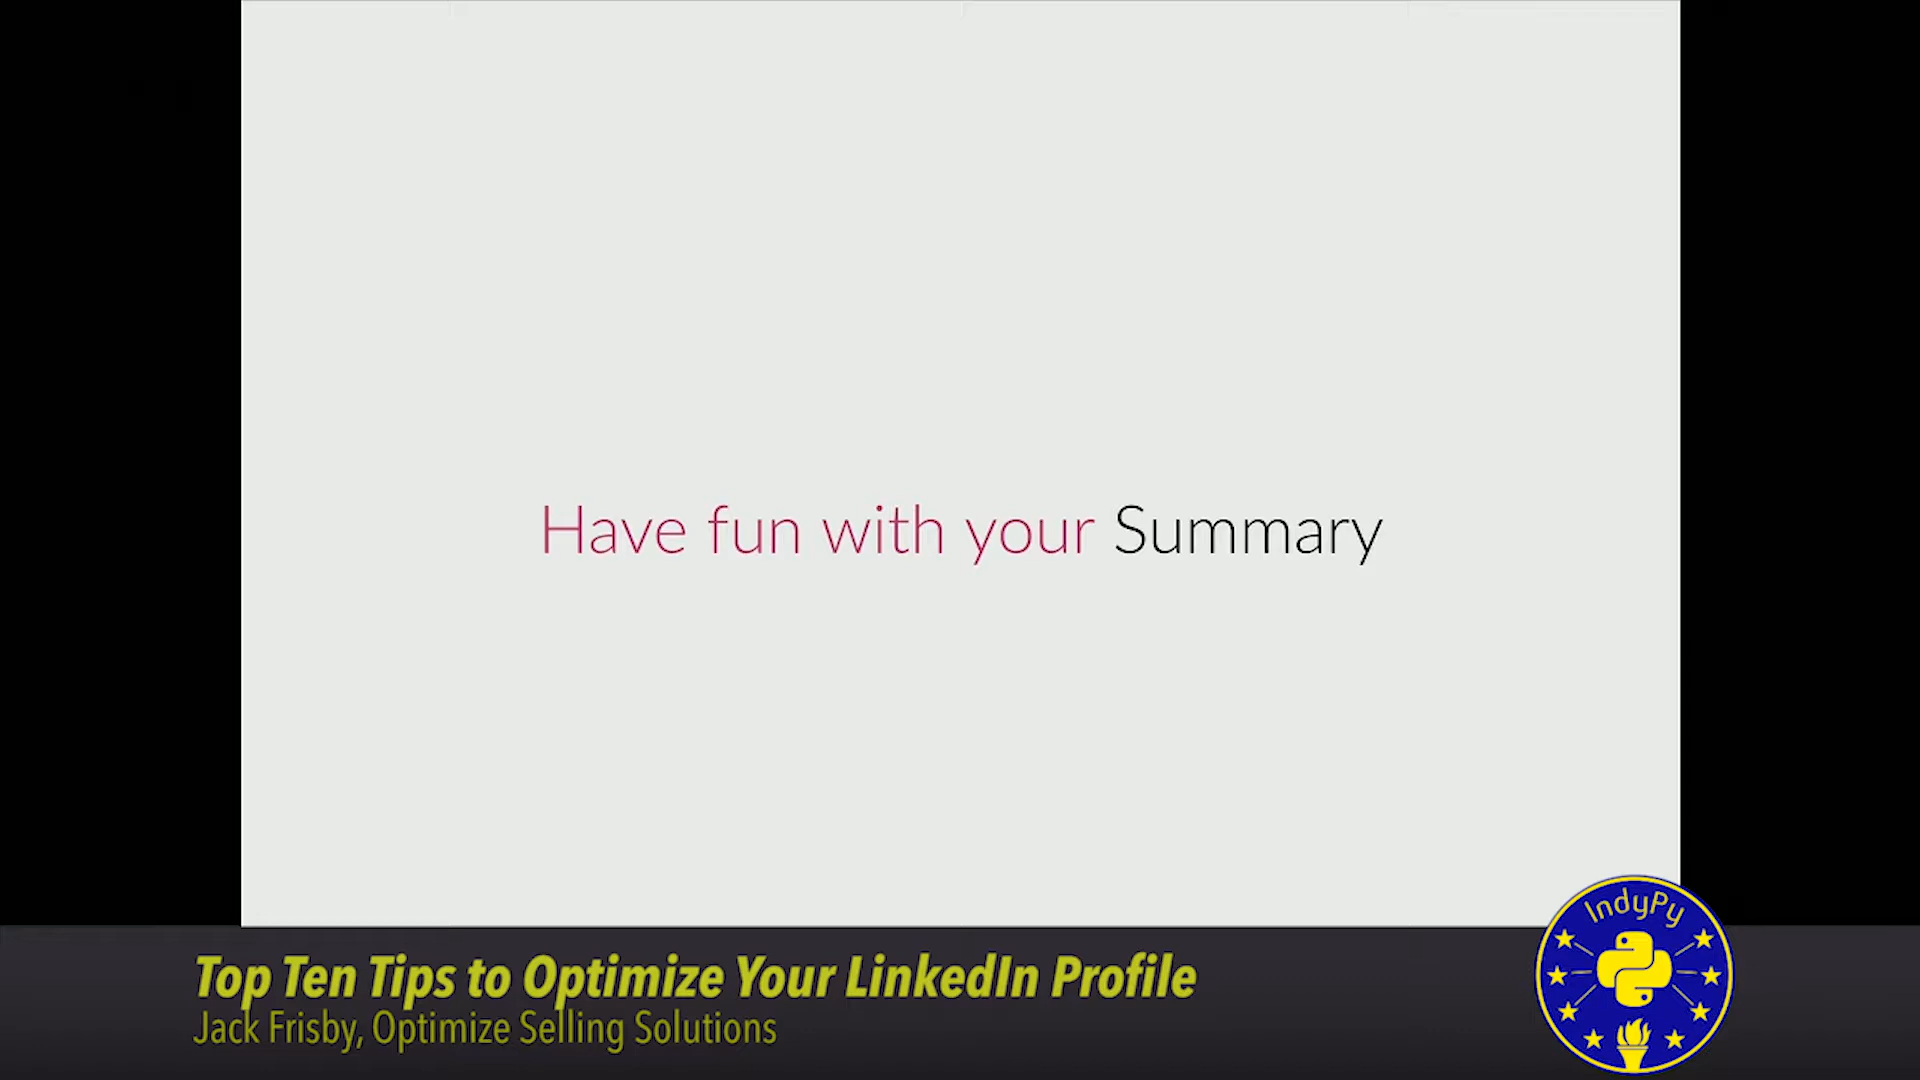 Have fun with your Summary
Top Ten Tips to Optimize Your LinkedIn Profile
Jack Frisby, Optimize Selling Solutions
IndyPy